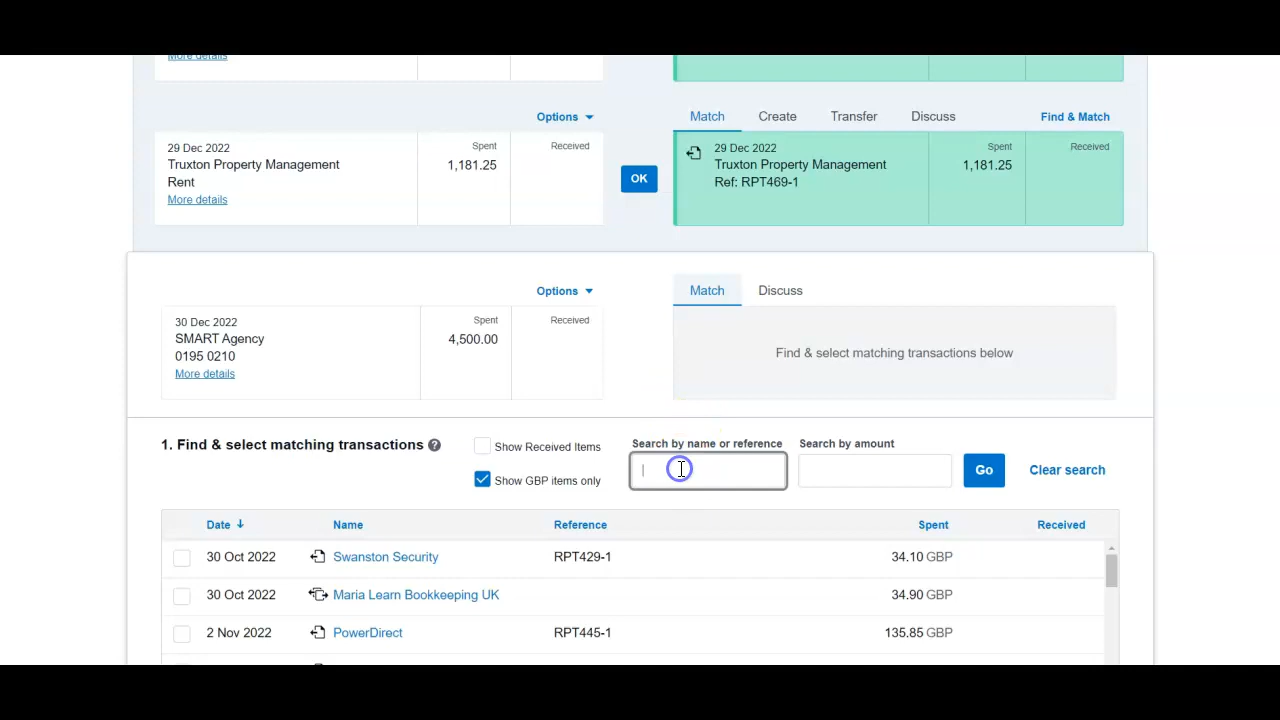 More details
Options
Match Create Transfer Discuss Find & Match
29 Dec 2022 Spent Received
Truxton Property Management 1,181.25
Rent
More details
OK
29 Dec 2022 Spent Received
Truxton Property Management 1,181.25
Ref: RPT469-1
Options
Match Discuss
30 Dec 2022 Spent Received
SMART Agency 4,500.00
0195 0210
More details
Find & select matching transactions below
1. Find & select matching transactions ?
Show Received Items
Show GBP items only
Search by name or reference
Search by amount
Go
Clear search
Date Name Reference Spent Received
30 Oct 2022 Swanston Security RPT429-1 34.10 GBP
30 Oct 2022 Maria Learn Bookkeeping UK 34.90 GBP
2 Nov 2022 PowerDirect RPT445-1 135.85 GBP